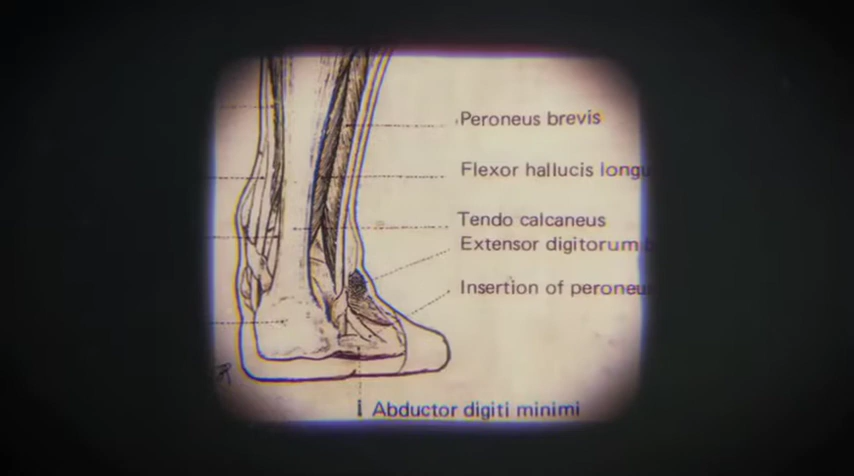 Peroneus brevis
Flexor hallucis longu
Tendo calcaneus
Extensor digitorum b
Insertion of peroneu
Abductor digiti minimi